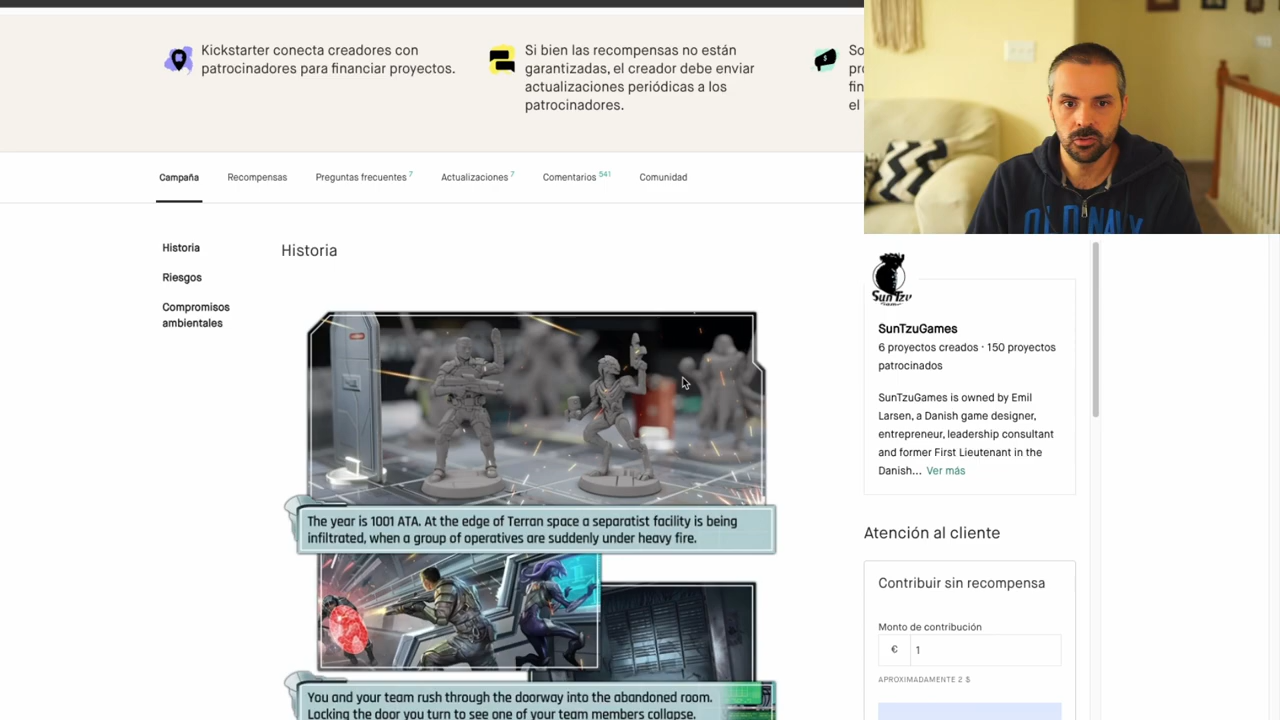 Kickstarter conecta creadores con
patrocinadores para financiar proyectos.
Si bien las recompensas no están
garantizadas, el creador debe enviar
actualizaciones periódicas a los
patrocinadores.
Campaña
Recompensas
Preguntas frecuentes 7
Actualizaciones 7
Comentarios 541
Comunidad
Historia
Riesgos
Compromisos
ambientales
Historia
The year is 1001 ATA. At the edge of Terran space a separatist facility is being
infiltrated, when a group of operatives are suddenly under heavy fire.
You and your team rush through the doorway into the abandoned room.
Locking the door you turn to see one of your team members collapse.
OLD NAVY
Sun Tzu
SunTzuGames
6 proyectos creados · 150 proyectos
patrocinados
SunTzuGames is owned by Emil
Larsen, a Danish game designer,
entrepreneur, leadership consultant
and former First Lieutenant in the
Danish... Ver más
Atención al cliente
Contribuir sin recompensa
Monto de contribución
€ 1
APROXIMADAMENTE 2 $